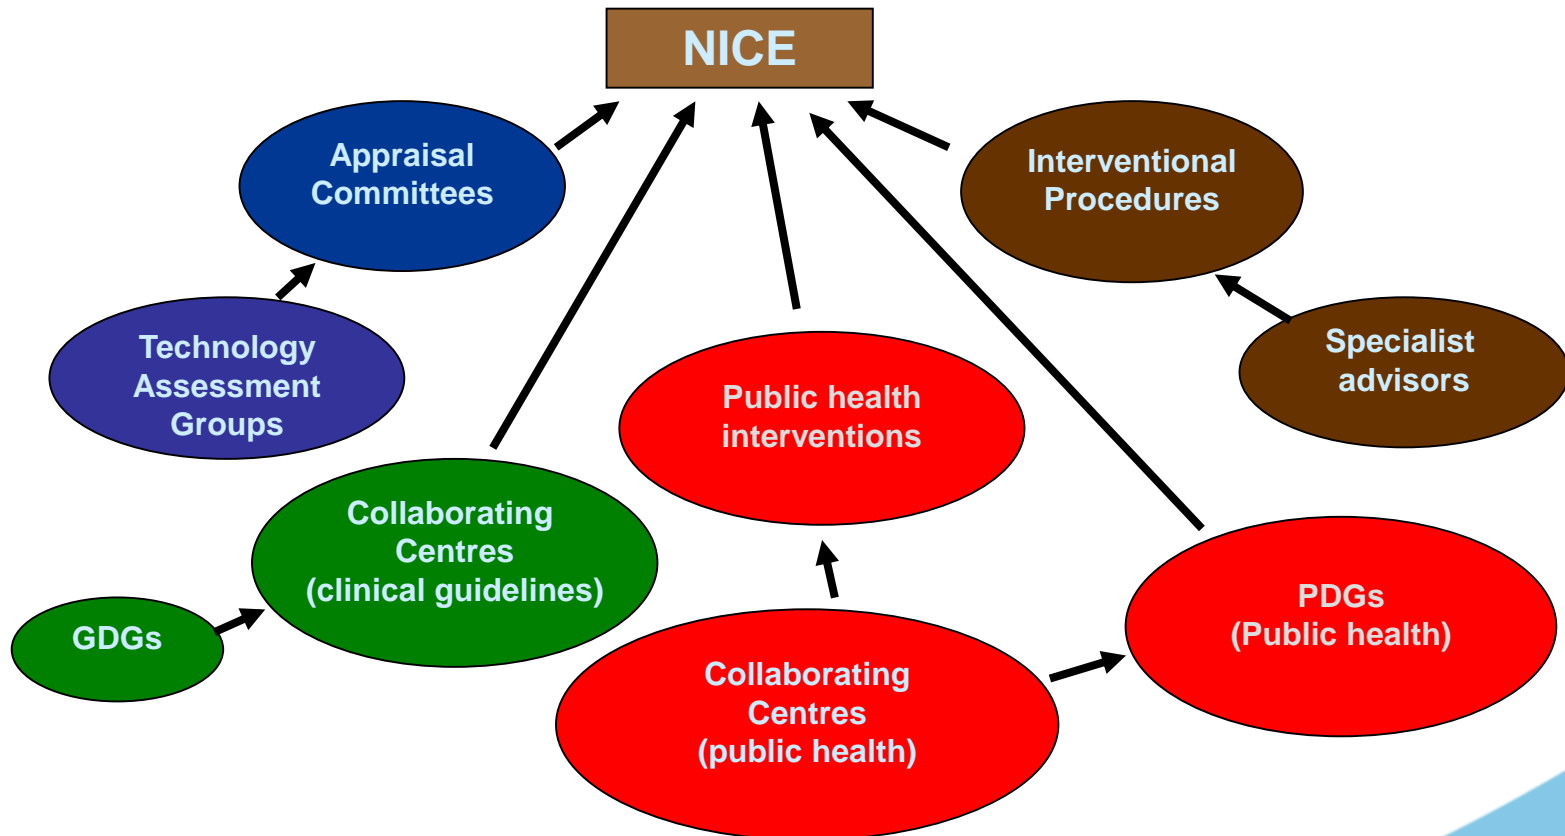 NICE
Appraisal
Committees
Interventional
Procedures
Technology
Assessment
Groups
Specialist
advisors
Public health
interventions
Collaborating
Centres
(clinical guidelines)
GDGs
PDGs
(Public health)
Collaborating
Centres
(public health)